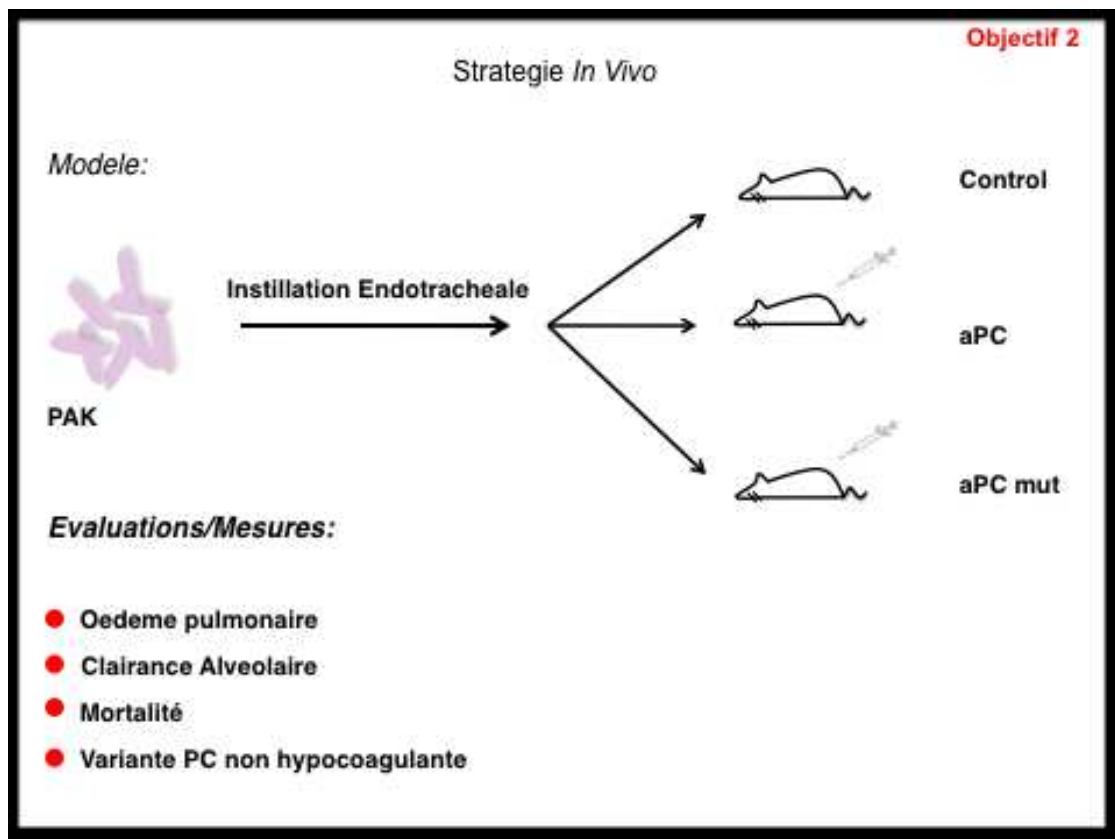 Objectif 2
Strategie In Vivo
Modele:
Control
Instillation Endotracheale
aPC
PAK
aPC mut
Evaluations/Mesures:
Oedeme pulmonaire
Clairance Alveolaire
Mortalité
Variante PC non hypocoagulante